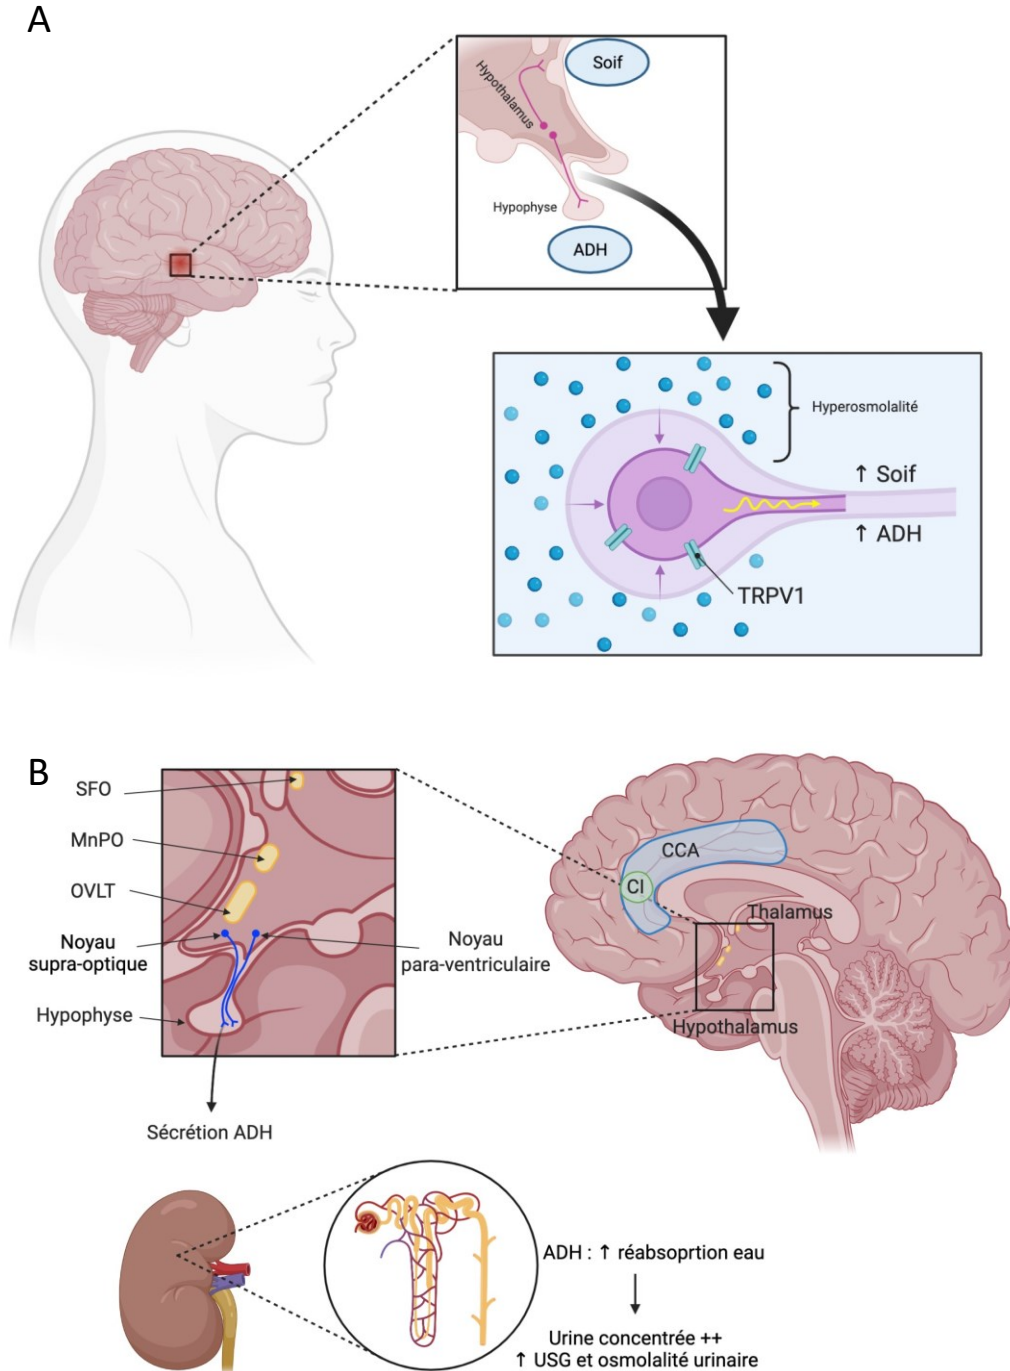 A
Soif
Hypothalamus
Hypophyse
ADH
Hyperosmolalité
↑ Soif
↑ ADH
TRPV1
B
SFO
MnPO
OVLT
Noyau
supra-optique
Noyau
para-ventriculaire
Hypophyse
Sécrétion ADH
CCA
CI
Thalamus
Hypothalamus
ADH : ↑ réabsoprtion eau
Urine concentrée ++
↑ USG et osmolalité urinaire